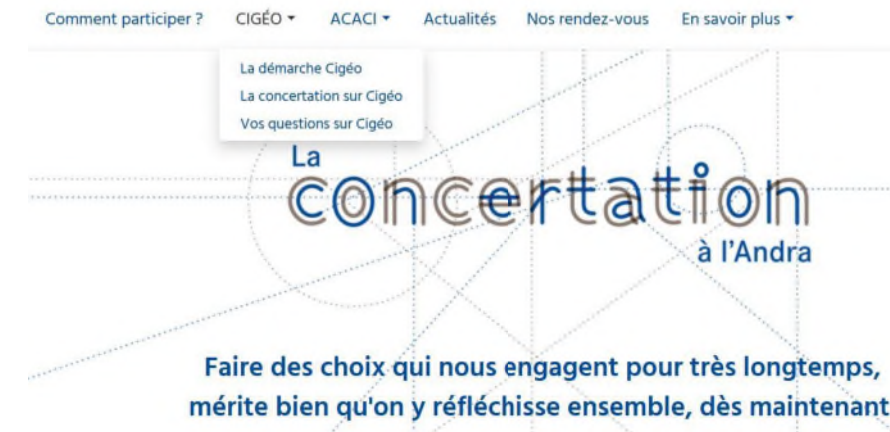 Comment participer ? CIGÉO ACACI Actualités Nos rendez-vous En savoir plus
La démarche Cigéo
La concertation sur Cigéo
Vos questions sur Cigéo
La
concertation
à l'Andra
Faire des choix qui nous engagent pour très longtemps,
mérite bien qu'on y réfléchisse ensemble, dès maintenant